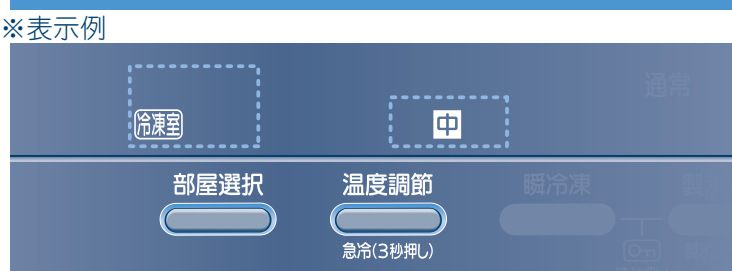 ※表示例
通常
冷凍室
中
部屋選択 温度調節 瞬冷凍
急冷(3秒押し)